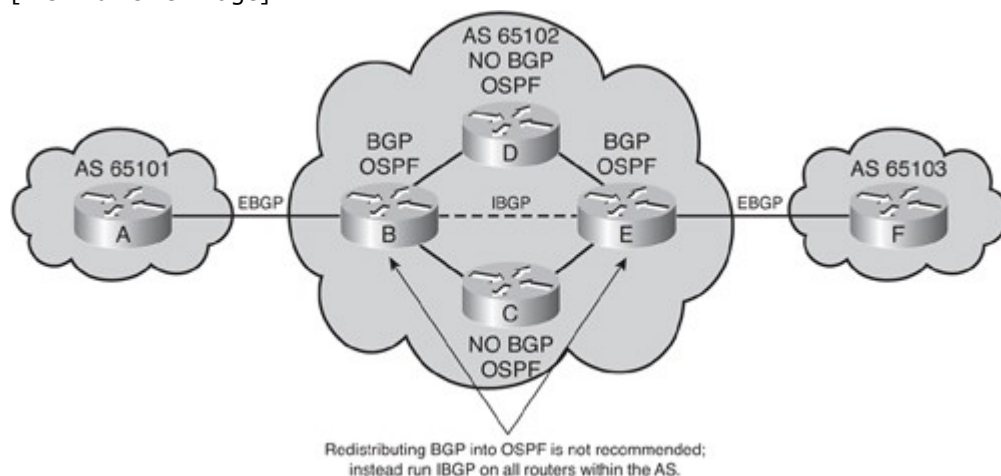 AS 65102
NO BGP
OSPF
D
BGP
OSPF
BGP
OSPF
AS 65101
AS 65103
EBGP
IBGP
EBGP
A
B
E
F
C
NO BGP
OSPF
Redistributing BGP into OSPF is not recommended;
instead run IBGP on all routers within the AS.